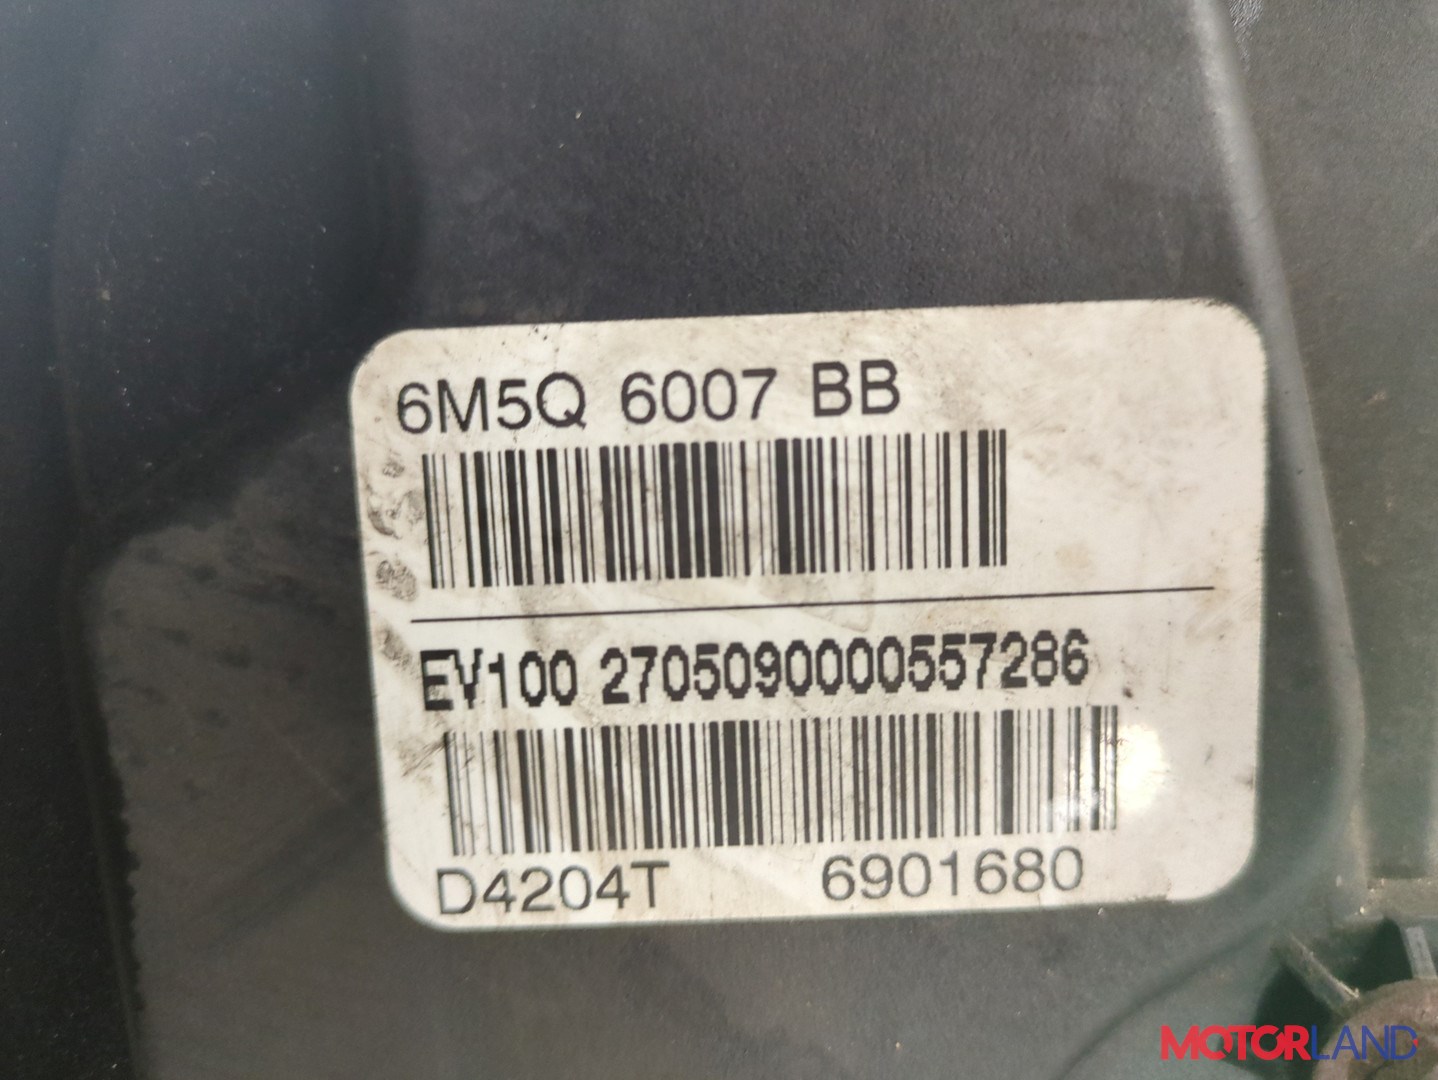 6M5Q 6007 BB
EV100 2705090000557286
D4204T 6901680
MOTORLAND